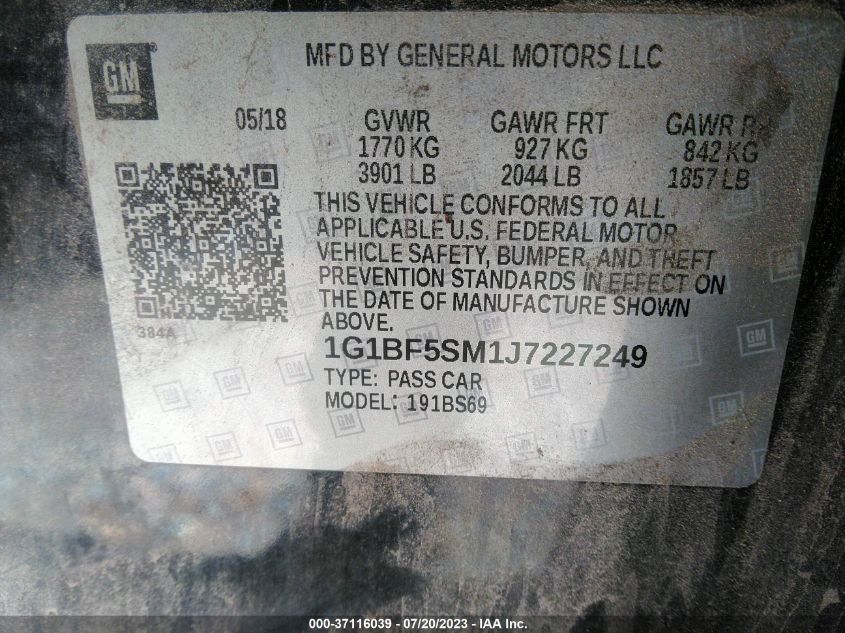 GM
MFD BY GENERAL MOTORS LLC
05/18 GVWR GAWR FRT GAWR R
1770 KG 927 KG 842 KG
3901 LB 2044 LB 1857 LB
THIS VEHICLE CONFORMS TO ALL
APPLICABLE U.S. FEDERAL MOTOR
VEHICLE SAFETY, BUMPER, AND THEFT
PREVENTION STANDARDS IN EFFECT ON
THE DATE OF MANUFACTURE SHOWN
ABOVE.
384A
1G1BF5SM1J7227249
TYPE: PASS CAR
MODEL: 191BS69
000-37116039 - 07/20/2023 - IAA Inc.